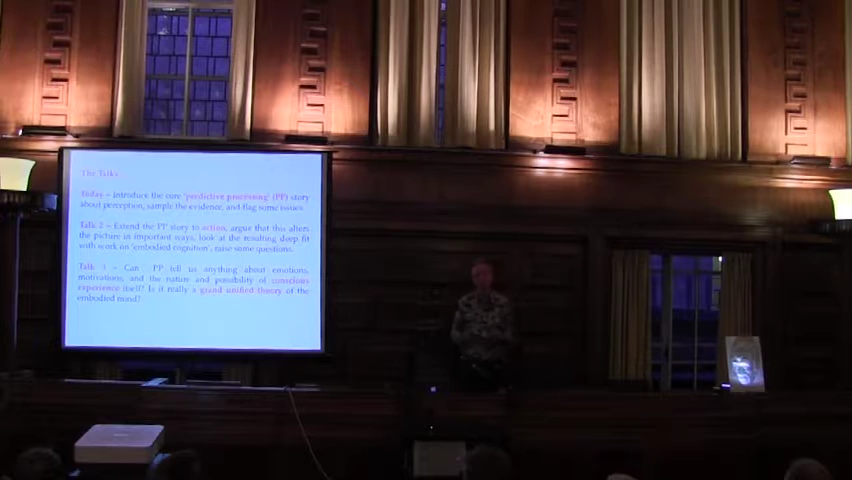 The Talks
Today – Introduce the core 'predictive processing' (PP) story
about perception, sample the evidence, and flag some issues.
Talk 2 – Extend the PP story to action, argue that this alters
the picture in important ways, look at the resulting deep fit
with work on 'embodied cognition', raise some questions.
Talk 3 – Can PP tell us anything about emotions,
motivations, and the nature and possibility of conscious
experience itself? Is it really a grand unified theory of the
embodied mind?